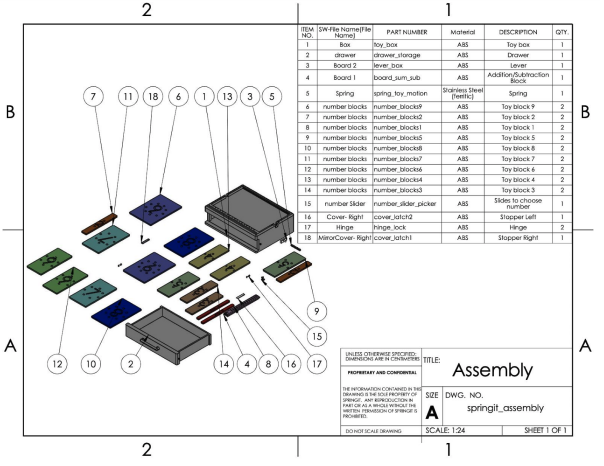 2
1
ITEM NO. SW-File Name(File Name) PART NUMBER Material DESCRIPTION QTY.
1 Box toy_box ABS Toy box 1
2 drawer drawer_storage ABS Drawer 1
3 Board 2 lever_box ABS Lever 1
4 Board 1 board_sum_sub ABS Addition/Subtraction Block 1
5 Spring spring_toy_motion Stainless Steel (ferritic) Spring 1
6 number blocks number_blocks9 ABS Toy block 9 2
7 number blocks number_blocks2 ABS Toy block 2 2
8 number blocks number_blocks1 ABS Toy block 1 2
9 number blocks number_blocks5 ABS Toy block 5 2
10 number blocks number_blocks8 ABS Toy block 8 2
11 number blocks number_blocks7 ABS Toy block 7 2
12 number blocks number_blocks6 ABS Toy block 6 2
13 number blocks number_blocks4 ABS Toy block 4 2
14 number blocks number_blocks3 ABS Toy block 3 2
15 number Slider number_slider_picker ABS Slides to choose number 1
16 Cover- Right cover_latch2 ABS Stopper Left 1
17 Hinge hinge_lock ABS Hinge 2
18 MirrorCover- Right cover_latch1 ABS Stopper Right 1
B
B
7 11 18 6 1 13 3 5
9
15
12 10 2 14 4 8 16 17
A
A
UNLESS OTHERWISE SPECIFIED:
DIMENSIONS ARE IN CENTIMETERS
PROPRIETARY AND CONFIDENTIAL
THE INFORMATION CONTAINED IN THIS
DRAWING IS THE SOLE PROPERTY OF
SPRINGIT. ANY REPRODUCTION IN
PART OR AS A WHOLE WITHOUT THE
WRITTEN PERMISSION OF SPRINGIT IS
PROHIBITED.
DO NOT SCALE DRAWING
TITLE:
Assembly
SIZE DWG. NO.
A springit_assembly
SCALE: 1:24 SHEET 1 OF 1
2
1